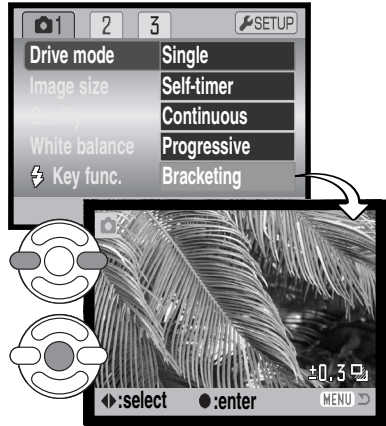 1 2 3 SETUP
Drive mode Single
Image size Self-timer
Quality Continuous
White balance Progressive
Key func. Bracketing
±0.3
:select :enter MENU